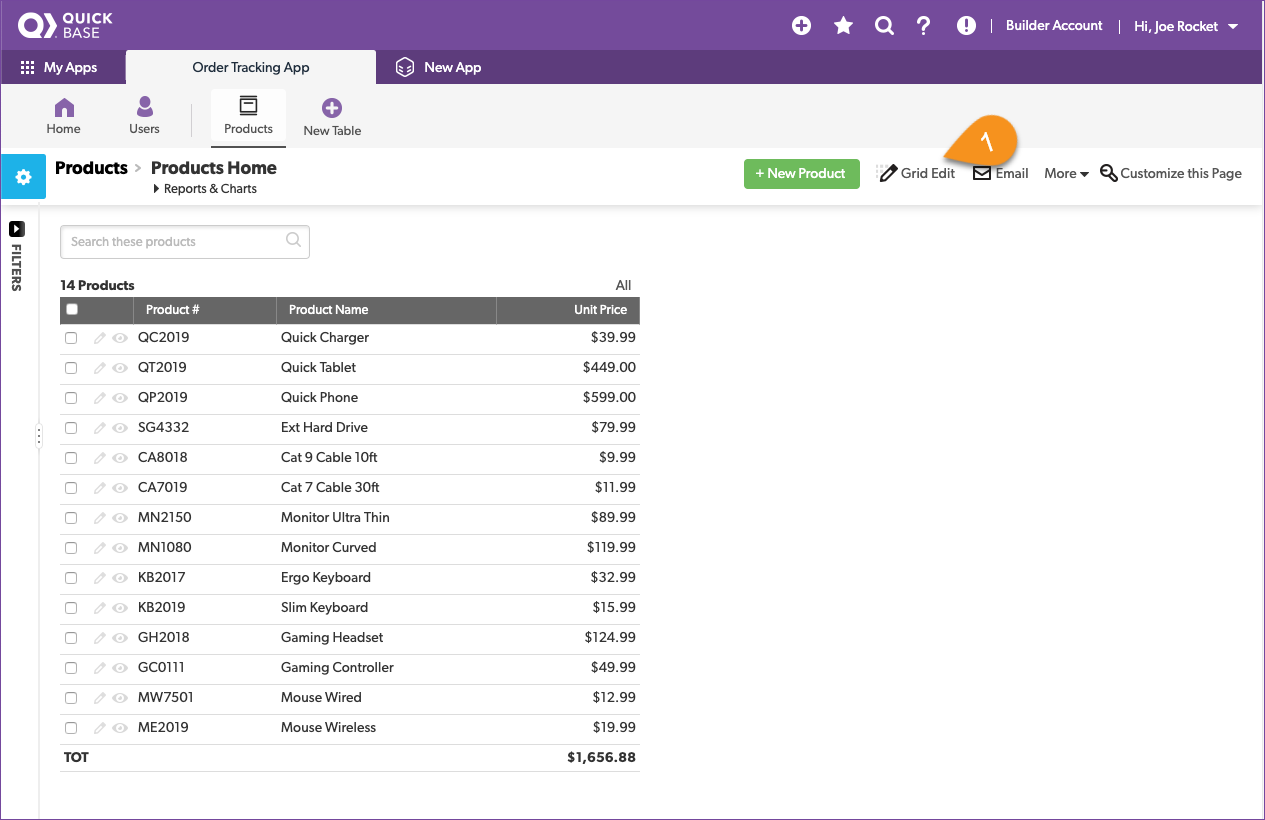 QUICK
BASE
Builder Account
Hi, Joe Rocket
My Apps
Order Tracking App
New App
Home
Users
Products
New Table
1
Products > Products Home
Reports & Charts
+ New Product
Grid Edit
Email
More
Customize this Page
FILTERS
Search these products
14 Products
All
Product # Product Name Unit Price
QC2019 Quick Charger $39.99
QT2019 Quick Tablet $449.00
QP2019 Quick Phone $599.00
SG4332 Ext Hard Drive $79.99
CA8018 Cat 9 Cable 10ft $9.99
CA7019 Cat 7 Cable 30ft $11.99
MN2150 Monitor Ultra Thin $89.99
MN1080 Monitor Curved $119.99
KB2017 Ergo Keyboard $32.99
KB2019 Slim Keyboard $15.99
GH2018 Gaming Headset $124.99
GC0111 Gaming Controller $49.99
MW7501 Mouse Wired $12.99
ME2019 Mouse Wireless $19.99
TOT $1,656.88